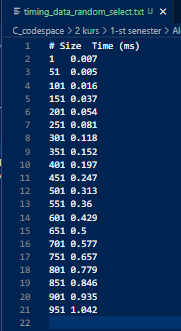 timing_data_random_select.txt U
C_codespace > 2 kurs > 1-st senester > Al
1 # Size Time (ms)
2 1 0.007
3 51 0.005
4 101 0.016
5 151 0.037
6 201 0.054
7 251 0.081
8 301 0.118
9 351 0.152
10 401 0.197
11 451 0.247
12 501 0.313
13 551 0.36
14 601 0.429
15 651 0.5
16 701 0.577
17 751 0.657
18 801 0.779
19 851 0.846
20 901 0.935
21 951 1.042
22